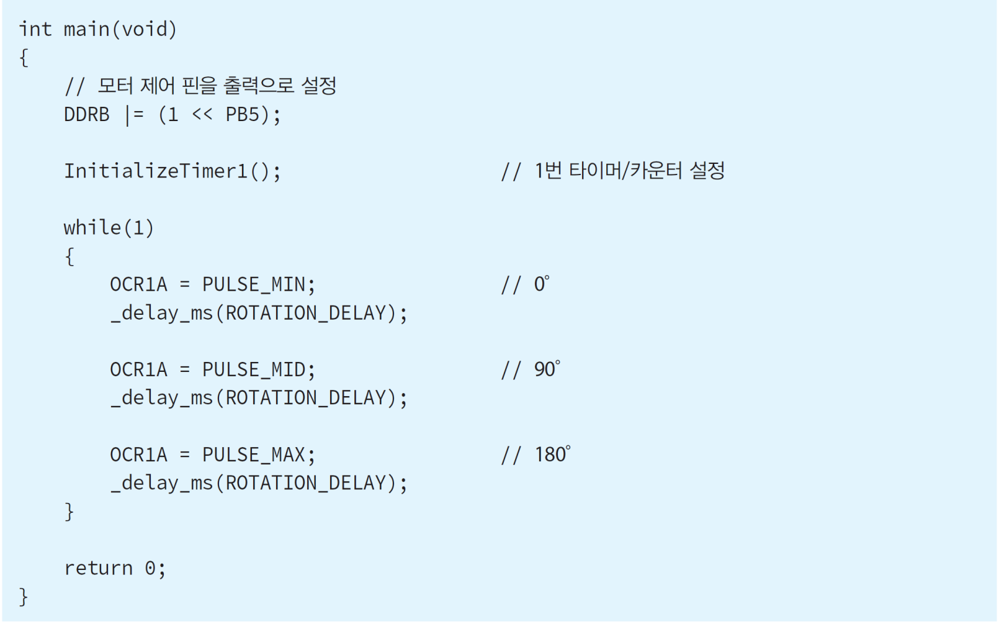 int main(void)
{
    // 모터 제어 핀을 출력으로 설정
    DDRB |= (1 << PB5);

    InitializeTimer1();                   // 1번 타이머/카운터 설정

    while(1)
    {
        OCR1A = PULSE_MIN;                // 0°
        _delay_ms(ROTATION_DELAY);

        OCR1A = PULSE_MID;                // 90°
        _delay_ms(ROTATION_DELAY);

        OCR1A = PULSE_MAX;                // 180°
        _delay_ms(ROTATION_DELAY);
    }

    return 0;
}